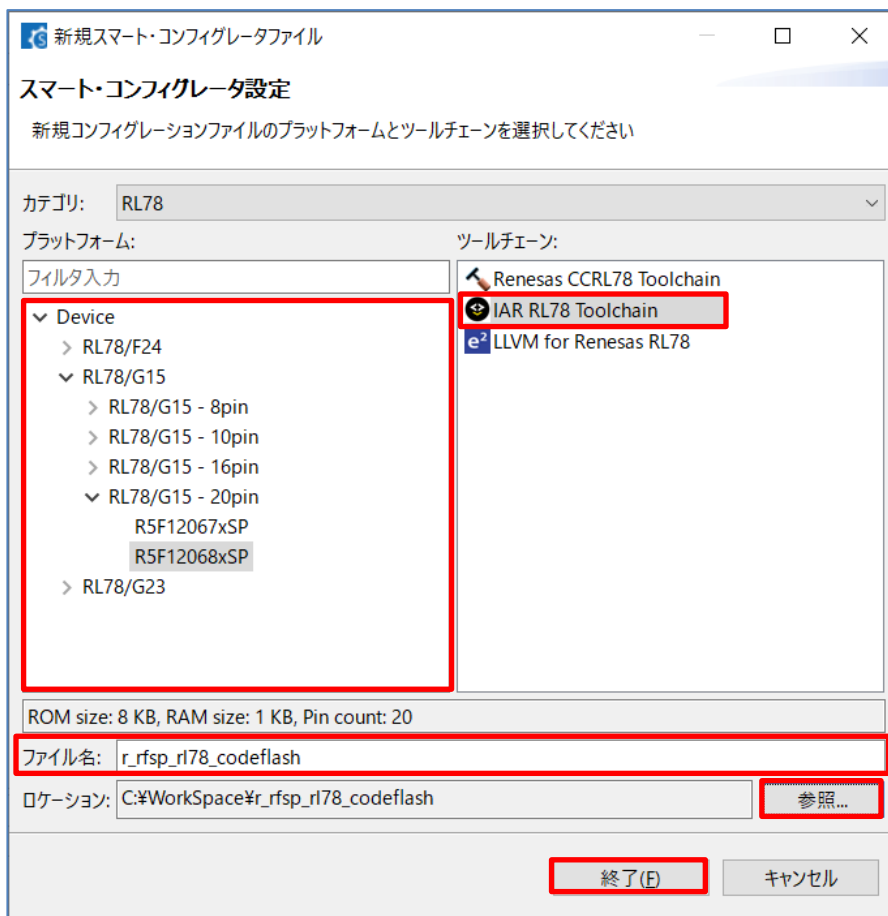 新規スマート・コンフィグレータファイル
スマート・コンフィグレータ設定
新規コンフィグレーションファイルのプラットフォームとツールチェーンを選択してください
カテゴリ: RL78
プラットフォーム: ツールチェーン:
フィルタ入力
Renesas CCRL78 Toolchain
Device
IAR RL78 Toolchain
RL78/F24
LLVM for Renesas RL78
RL78/G15
RL78/G15 - 8pin
RL78/G15 - 10pin
RL78/G15 - 16pin
RL78/G15 - 20pin
R5F12067xSP
R5F12068xSP
RL78/G23
ROM size: 8 KB, RAM size: 1 KB, Pin count: 20
ファイル名: r_rfsp_rl78_codeflash
ロケーション: C:¥WorkSpace¥r_rfsp_rl78_codeflash 参照...
終了(F) キャンセル